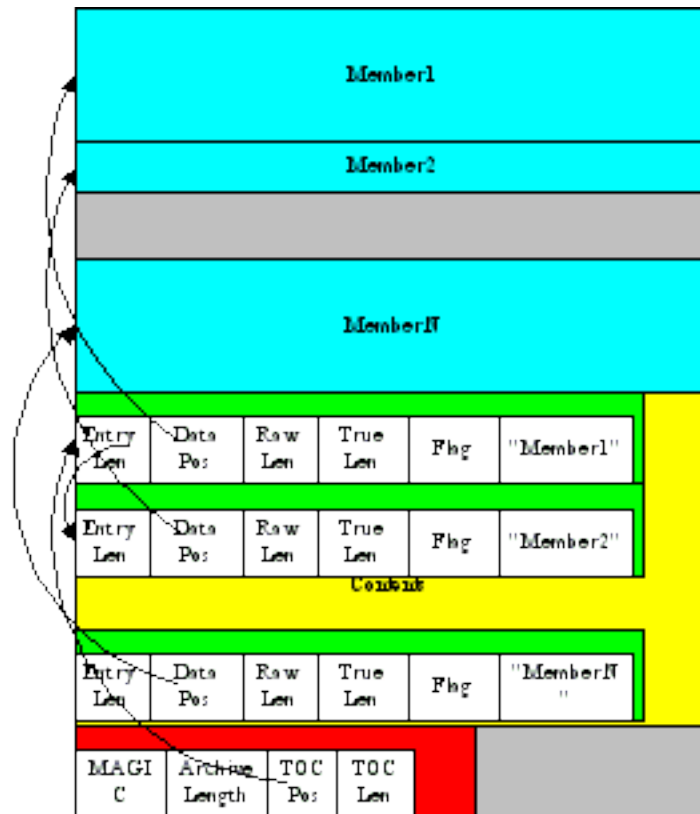 Member1
Member2
MemberN
Entry Data Raw True Flag "Member1"
Len Pos Len Len
Entry Data Raw True Flag "Member2"
Len Pos Len Len
Contents
Entry Data Raw True Flag "MemberN
Len Pos Len Len "
MAGI Archive TOC TOC
C Length Pos Len